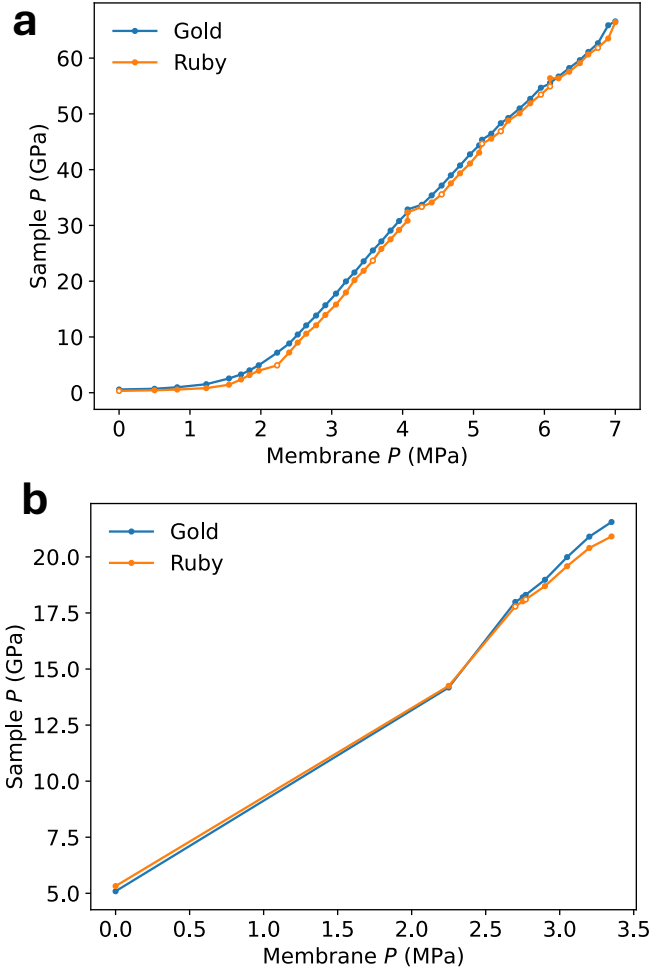 a
Gold
Ruby
60
50
40
30
20
10
0
Sample P (GPa)
0 1 2 3 4 5 6 7
Membrane P (MPa)
b
Gold
Ruby
20.0
17.5
15.0
12.5
10.0
7.5
5.0
Sample P (GPa)
0.0 0.5 1.0 1.5 2.0 2.5 3.0 3.5
Membrane P (MPa)